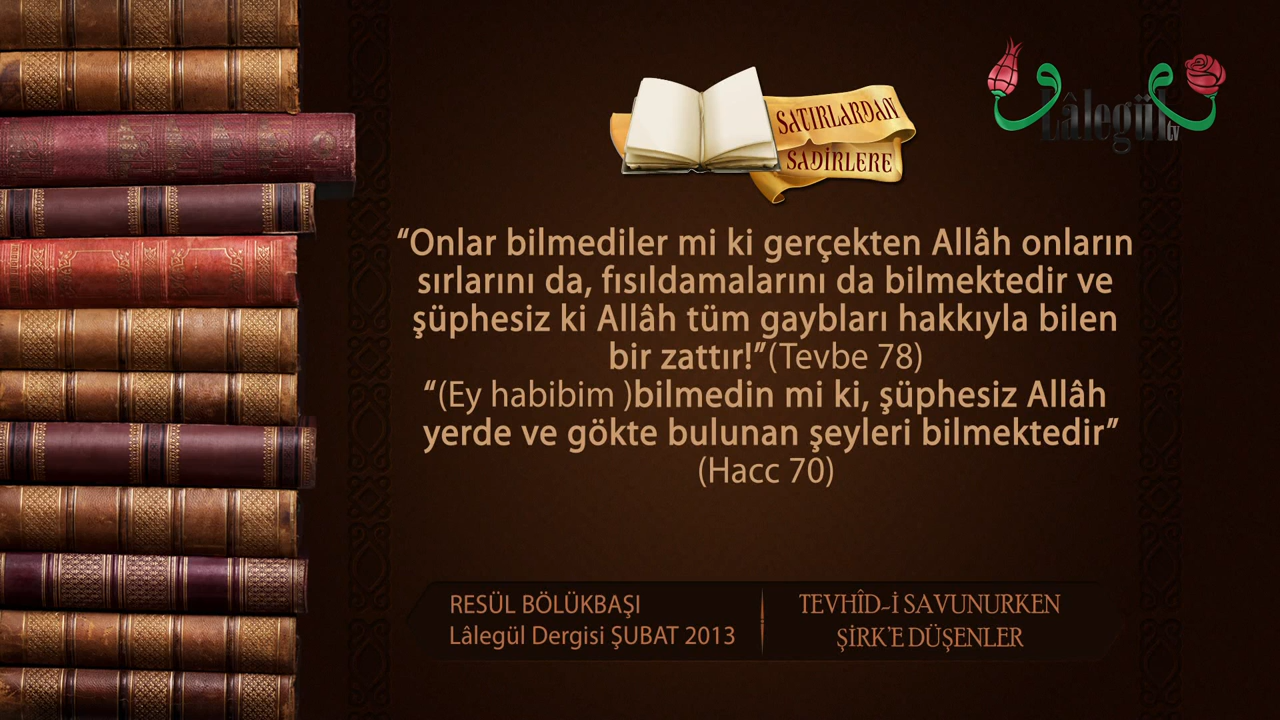 SATIRLARDAN
SADIRLERE
Lâlegül tv
“Onlar bilmediler mi ki gerçekten Allâh onların
sırlarını da, fısıldamalarını da bilmektedir ve
şüphesiz ki Allâh tüm gaybları hakkıyla bilen
bir zattır!”(Tevbe 78)
“(Ey habibim )bilmedin mi ki, şüphesiz Allâh
yerde ve gökte bulunan şeyleri bilmektedir”
(Hacc 70)
RESÜL BÖLÜKBAŞI
Lâlegül Dergisi ŞUBAT 2013
TEVHÎD-İ SAVUNURKEN
ŞİRK'E DÜŞENLER